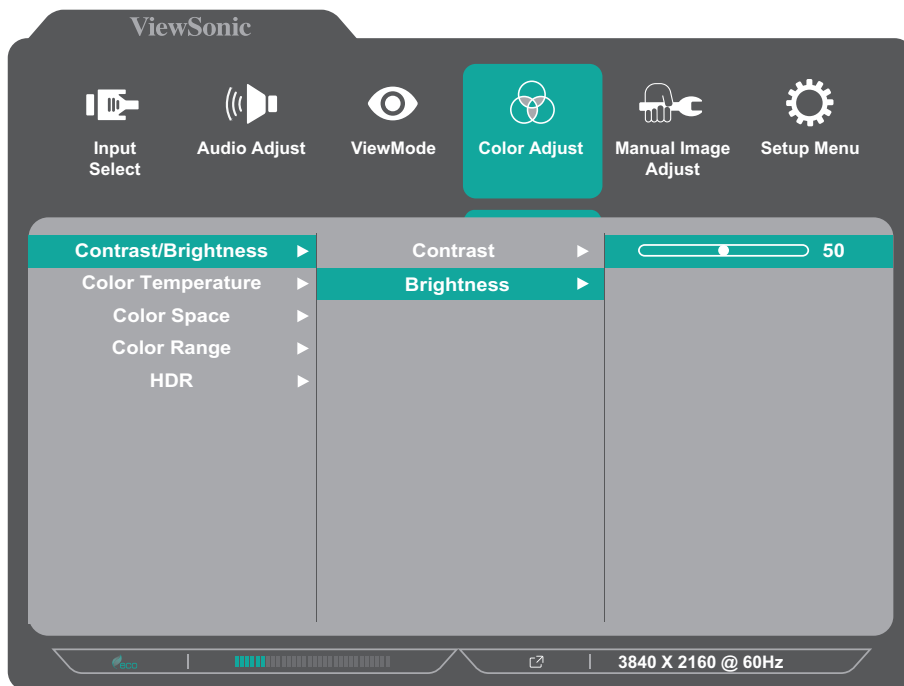 ViewSonic
Input Select
Audio Adjust
ViewMode
Color Adjust
Manual Image Adjust
Setup Menu
Contrast/Brightness
Contrast
50
Color Temperature
Brightness
Color Space
Color Range
HDR
eco
3840 X 2160 @ 60Hz